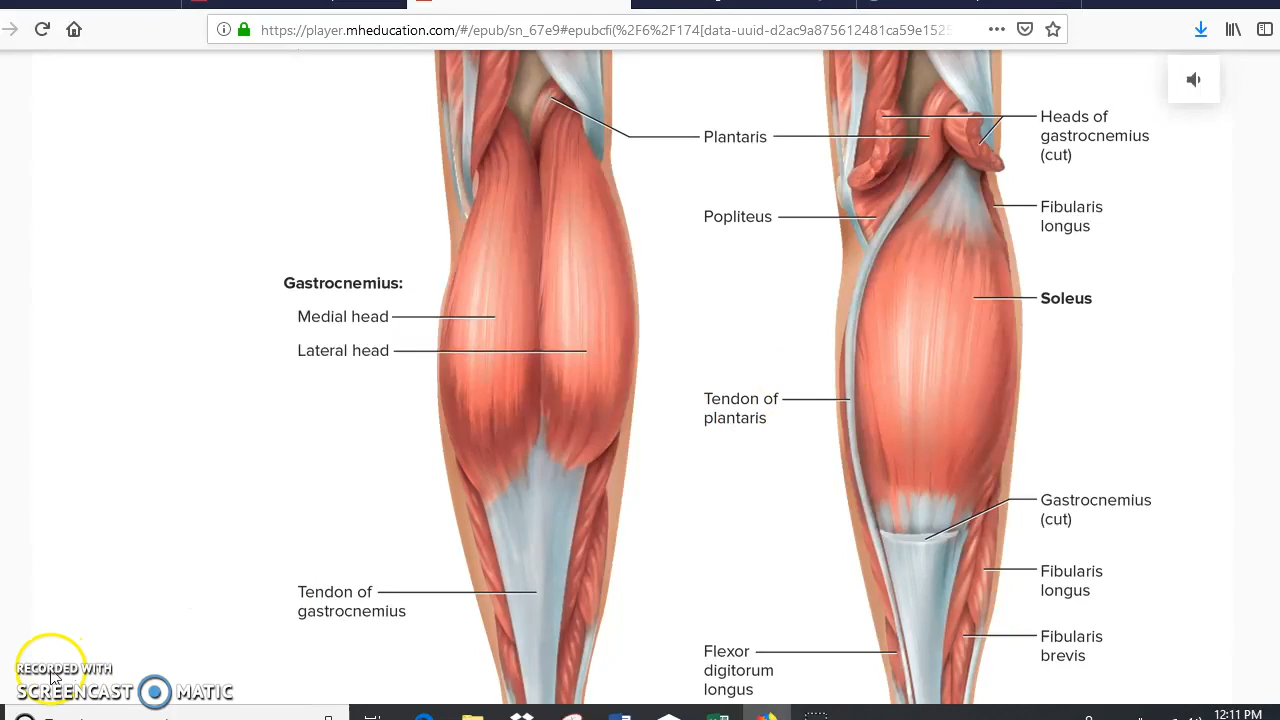 https://player.mheducation.com/#/epub/sn_67e9#epubcfi(%2F6%2F174[data-uuid-d2ac9a875612481ca59e1525
Plantaris
Heads of
gastrocnemius
(cut)
Popliteus
Fibularis
longus
Gastrocnemius:
Medial head
Lateral head
Soleus
Tendon of
plantaris
Gastrocnemius
(cut)
Tendon of
gastrocnemius
Fibularis
longus
Fibularis
brevis
Flexor
digitorum
longus
RECORDED WITH
SCREENCAST MATIC
12:11 PM